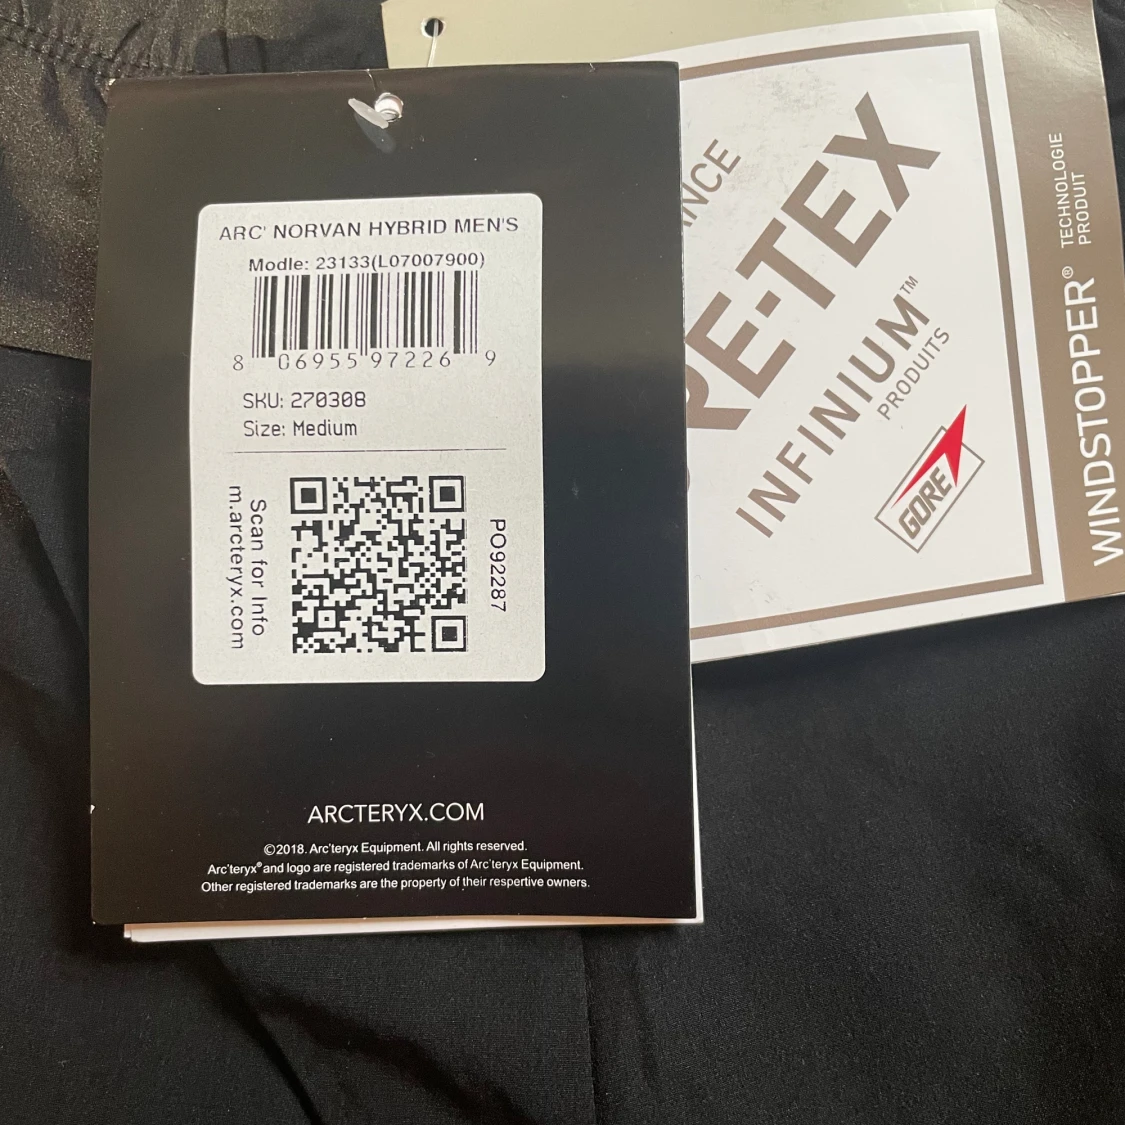 ARC' NORVAN HYBRID MEN'S
Modle: 23133(L07007900)
8 06955 97226 9
SKU: 270308
Size: Medium
Scan for Info
m.arcteryx.com
PO92287
ARCTERYX.COM
©2018. Arc'teryx Equipment. All rights reserved.
Arc'teryx® and logo are registered trademarks of Arc'teryx Equipment.
Other registered trademarks are the property of their respertive owners.
RE-TEX
INFINIUM™
PRODUITS
GORE
WINDSTOPPER® TECHNOLOGIE
PRODUIT